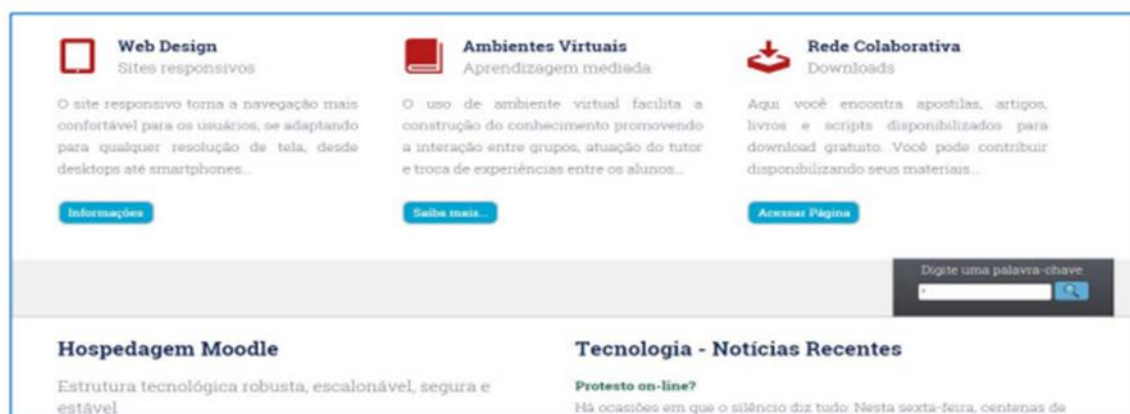 Web Design
Sites responsivos
O site responsivo torna a navegação mais
confortável para os usuários, se adaptando
para qualquer resolução de tela, desde
desktops até smartphones...
Informações
Ambientes Virtuais
Aprendizagem mediada
O uso de ambiente virtual facilita a
construção do conhecimento promovendo
a interação entre grupos, atuação do tutor
e troca de experiências entre os alunos...
Saiba mais...
Rede Colaborativa
Downloads
Aqui você encontra apostilas, artigos,
livros e scripts disponibilizados para
download gratuito. Você pode contribuir
disponibilizando seus materiais...
Acessar Página
Digite uma palavra-chave
Hospedagem Moodle
Estrutura tecnológica robusta, escalonável, segura e
estável
Tecnologia - Notícias Recentes
Protesto on-line?
Há ocasiões em que o silêncio diz tudo: Nesta sexta-feira, centenas de